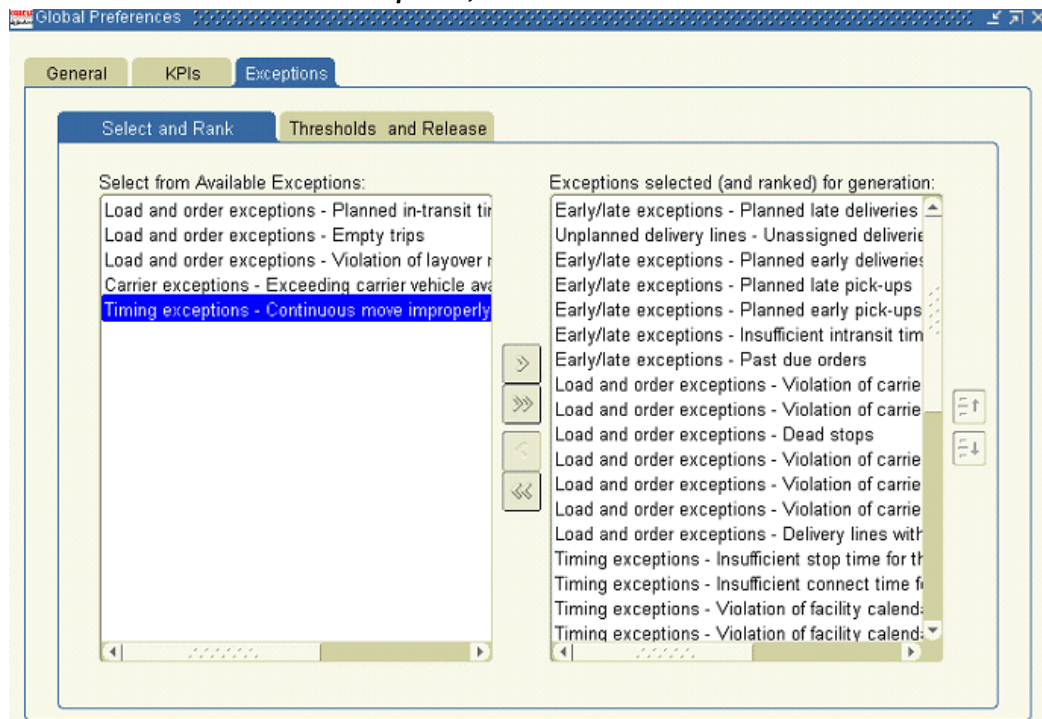 Global Preferences
General KPIs Exceptions
Select and Rank Thresholds and Release
Select from Available Exceptions:
Load and order exceptions - Planned in-transit tir
Load and order exceptions - Empty trips
Load and order exceptions - Violation of layover r
Carrier exceptions - Exceeding carrier vehicle ava
Timing exceptions - Continuous move improperly
Exceptions selected (and ranked) for generation:
Early/late exceptions - Planned late deliveries
Unplanned delivery lines - Unassigned deliverie
Early/late exceptions - Planned early deliveries
Early/late exceptions - Planned late pick-ups
Early/late exceptions - Planned early pick-ups
Early/late exceptions - Insufficient intransit tim
Early/late exceptions - Past due orders
Load and order exceptions - Violation of carrie
Load and order exceptions - Violation of carrie
Load and order exceptions - Dead stops
Load and order exceptions - Violation of carrie
Load and order exceptions - Violation of carrie
Load and order exceptions - Violation of carrie
Load and order exceptions - Delivery lines with
Timing exceptions - Insufficient stop time for th
Timing exceptions - Insufficient connect time f
Timing exceptions - Violation of facility calenda
Timing exceptions - Violation of facility calenda